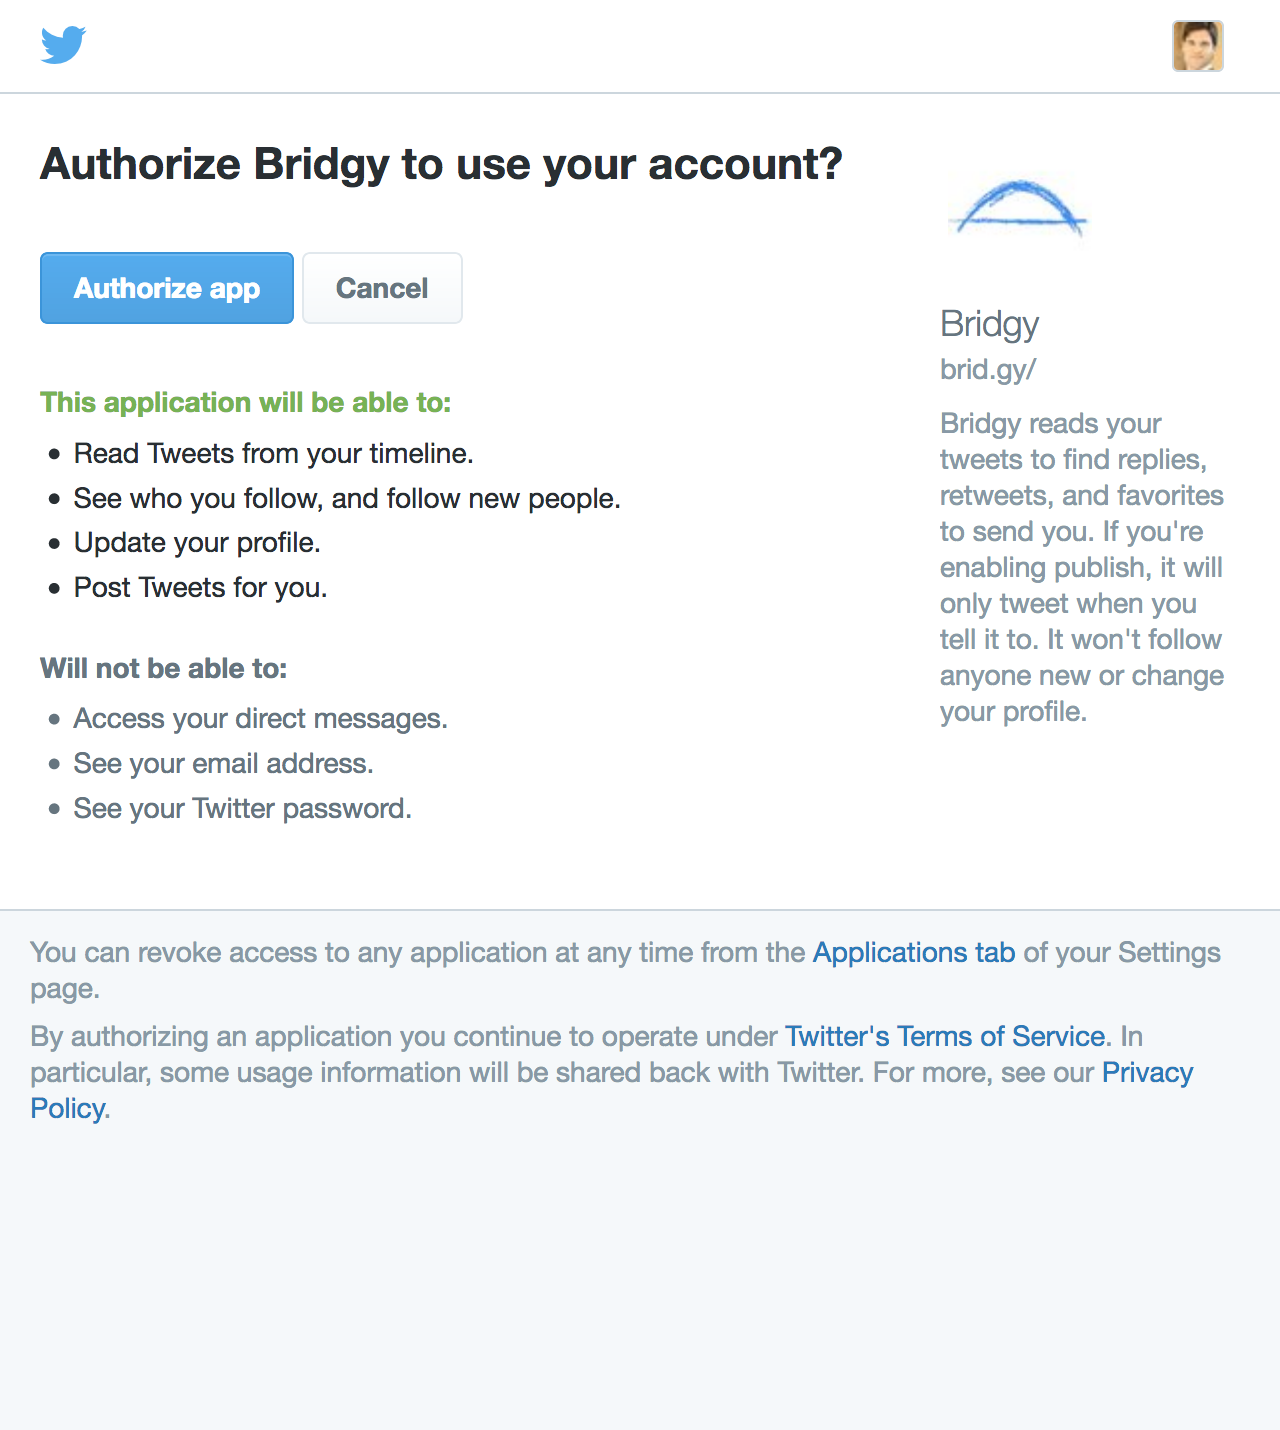 Authorize Bridgy to use your account?
Authorize app
Cancel
This application will be able to:
• Read Tweets from your timeline.
• See who you follow, and follow new people.
• Update your profile.
• Post Tweets for you.
Will not be able to:
• Access your direct messages.
• See your email address.
• See your Twitter password.
Bridgy
brid.gy/
Bridgy reads your
tweets to find replies,
retweets, and favorites
to send you. If you're
enabling publish, it will
only tweet when you
tell it to. It won't follow
anyone new or change
your profile.
You can revoke access to any application at any time from the Applications tab of your Settings
page.
By authorizing an application you continue to operate under Twitter's Terms of Service. In
particular, some usage information will be shared back with Twitter. For more, see our Privacy
Policy.